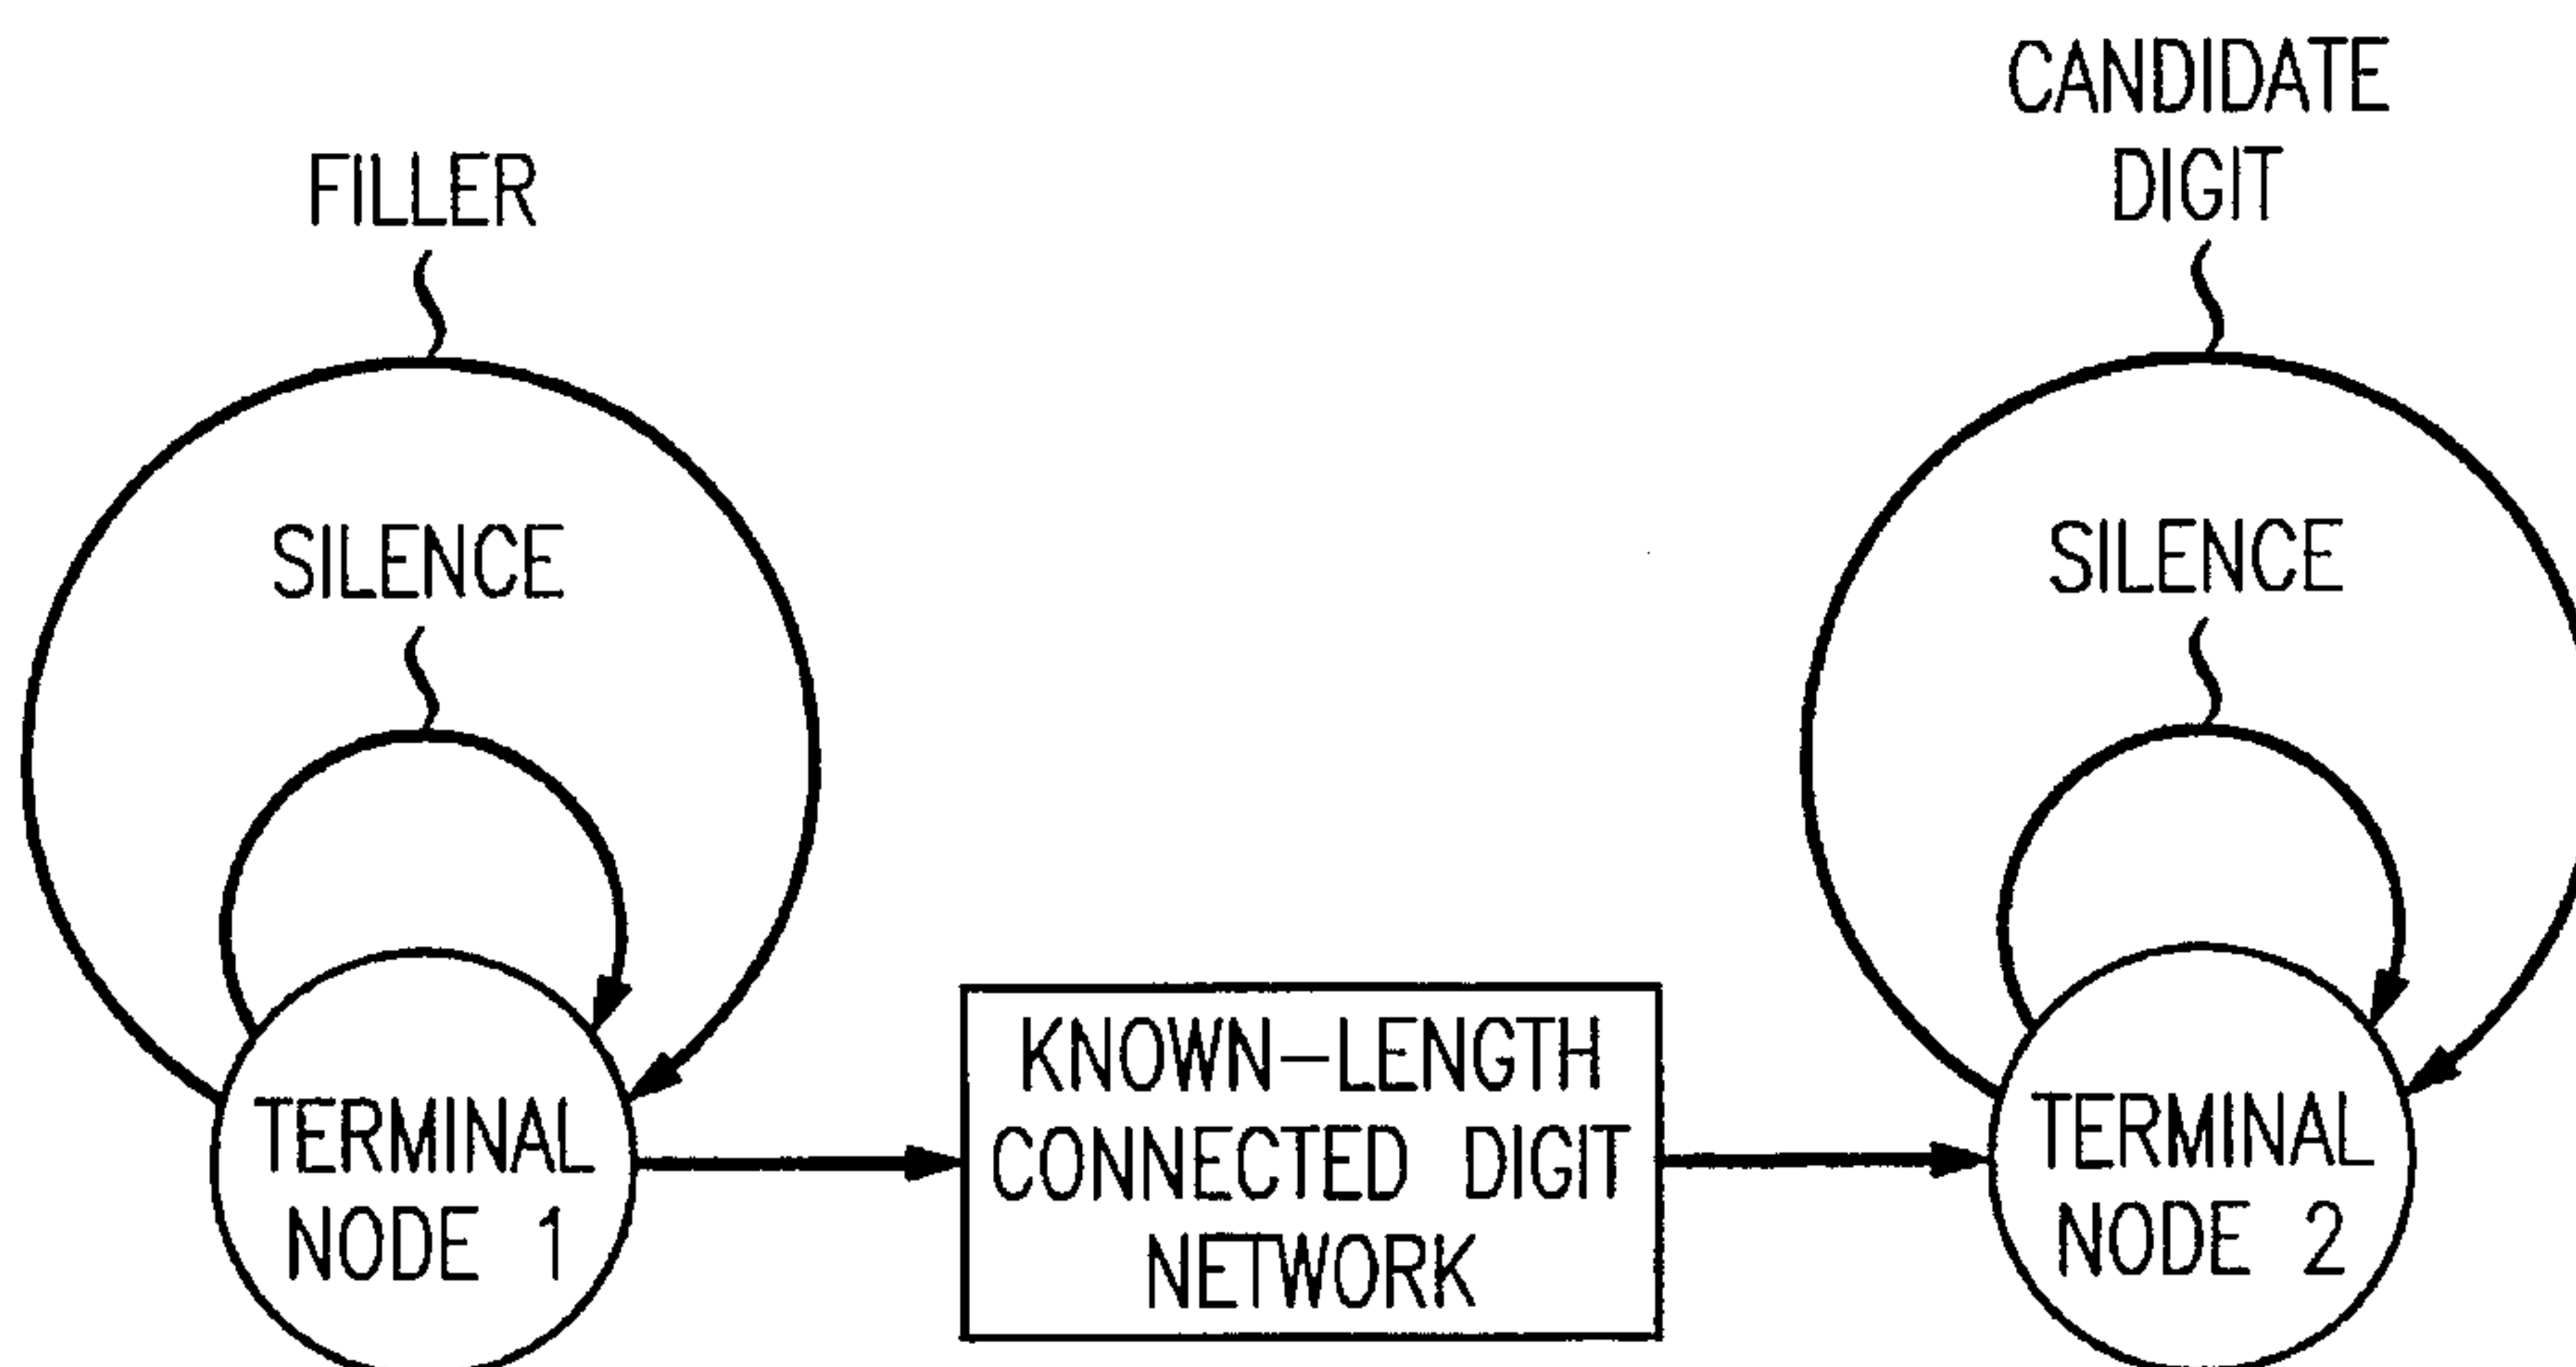 CANDIDATE
DIGIT
FILLER
SILENCE
SILENCE
KNOWN-LENGTH
CONNECTED DIGIT
NETWORK
TERMINAL
NODE 1
TERMINAL
NODE 2